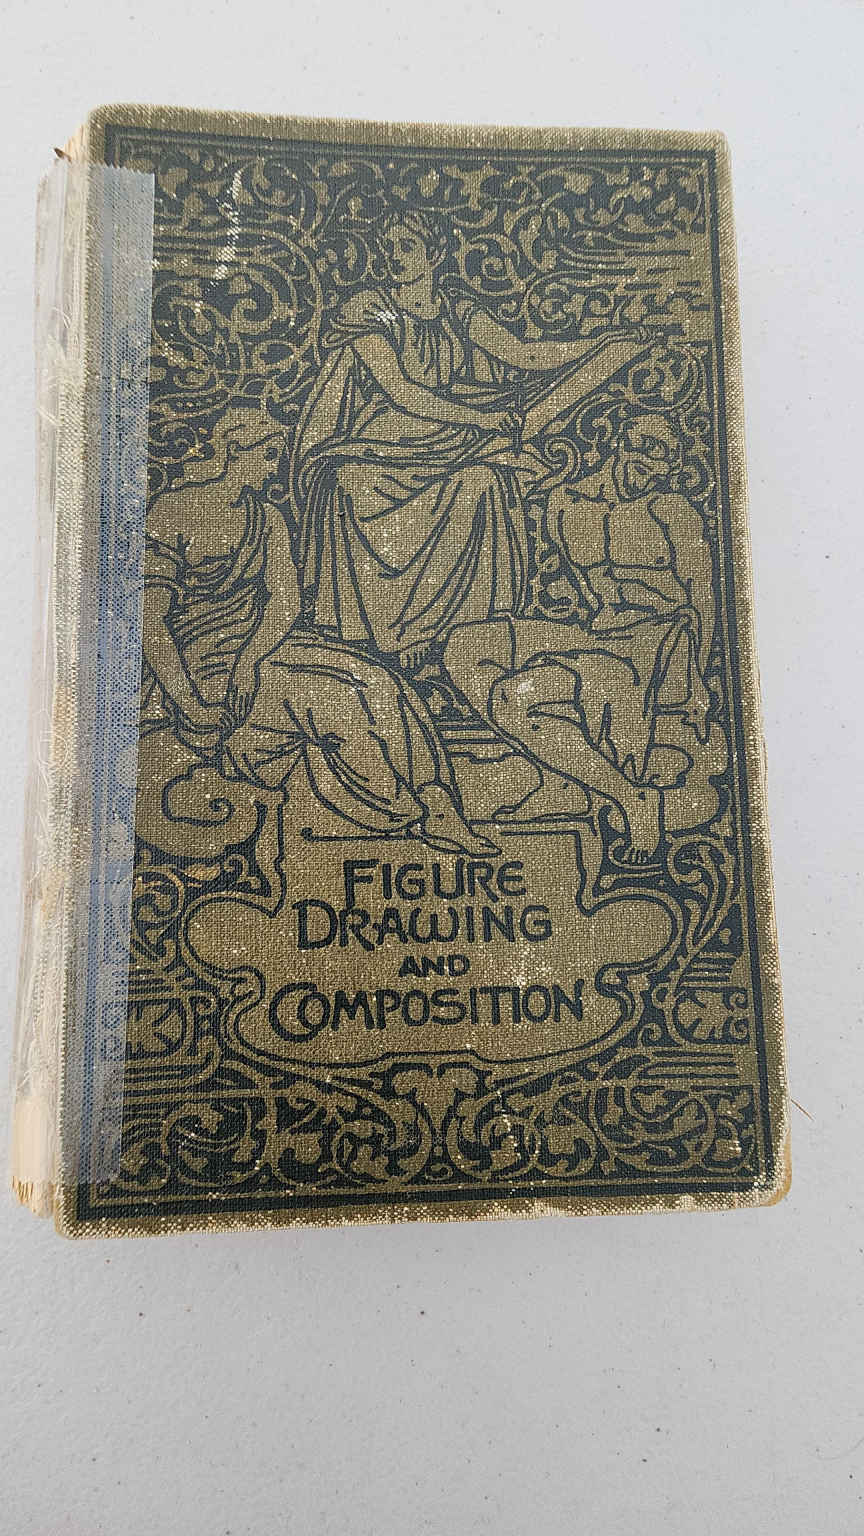 FIGURE
DRAWING
AND
COMPOSITION